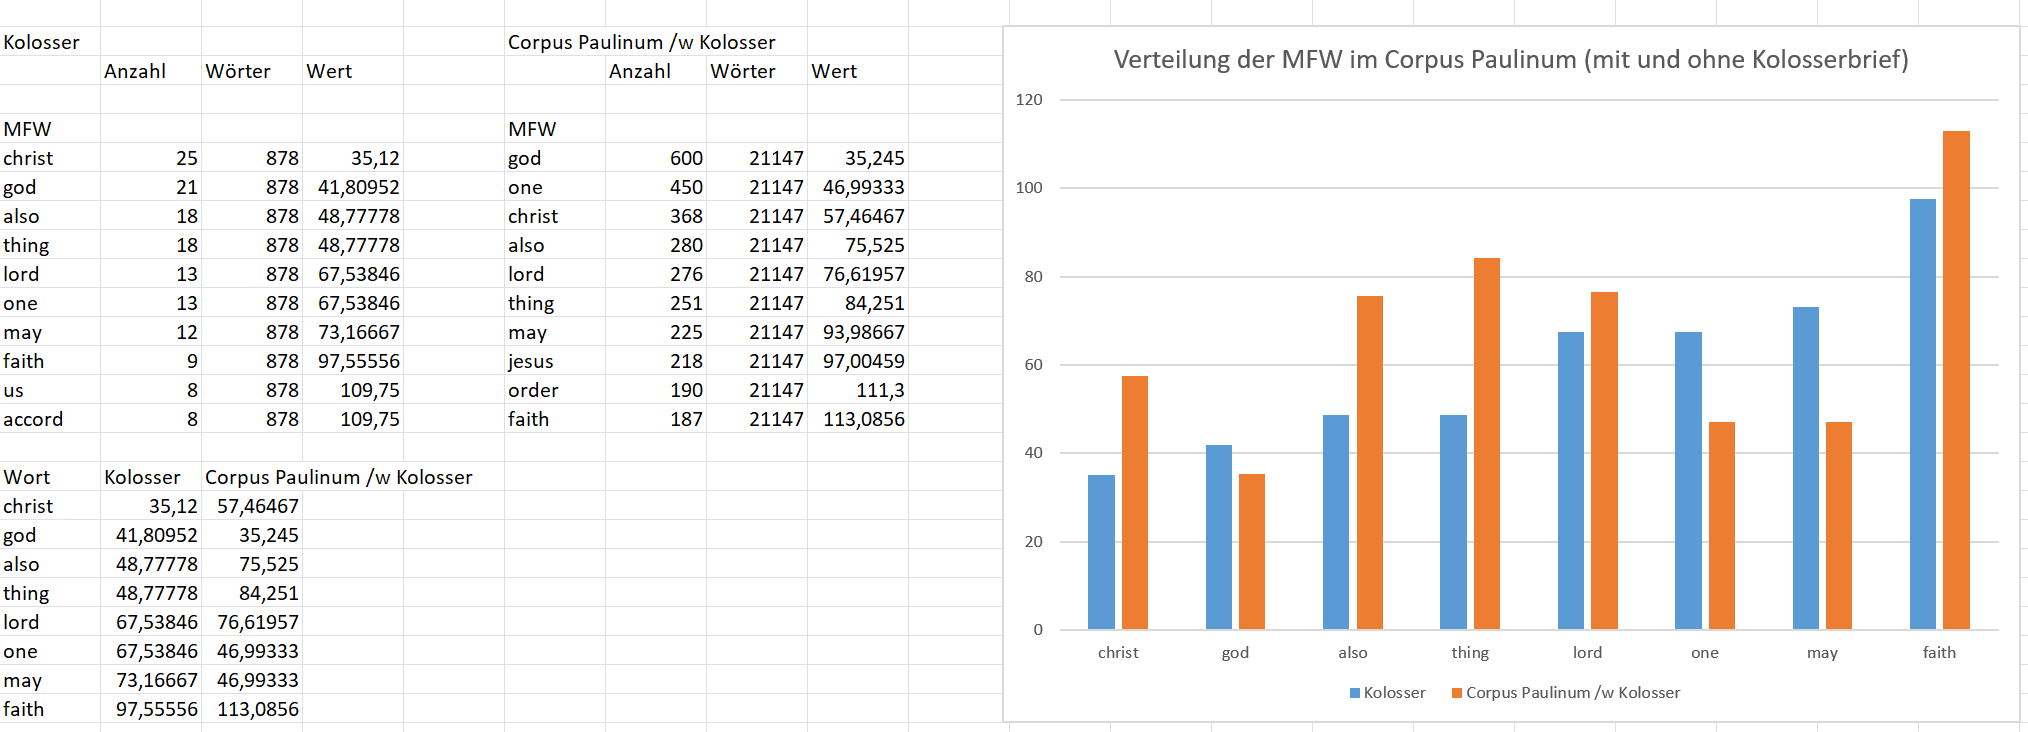 Kolosser Corpus Paulinum /w Kolosser
Anzahl Wörter Wert Anzahl Wörter Wert
MFW MFW
christ 25 878 35,12 god 600 21147 35,245
god 21 878 41,80952 one 450 21147 46,99333
also 18 878 48,77778 christ 368 21147 57,46467
thing 18 878 48,77778 also 280 21147 75,525
lord 13 878 67,53846 lord 276 21147 76,61957
one 13 878 67,53846 thing 251 21147 84,251
may 12 878 73,16667 may 225 21147 93,98667
faith 9 878 97,55556 jesus 218 21147 97,00459
us 8 878 109,75 order 190 21147 111,3
accord 8 878 109,75 faith 187 21147 113,0856
Wort Kolosser Corpus Paulinum /w Kolosser
christ 35,12 57,46467
god 41,80952 35,245
also 48,77778 75,525
thing 48,77778 84,251
lord 67,53846 76,61957
one 67,53846 46,99333
may 73,16667 46,99333
faith 97,55556 113,0856
Verteilung der MFW im Corpus Paulinum (mit und ohne Kolosserbrief)
120
100
80
60
40
20
0
christ god also thing lord one may faith
Kolosser Corpus Paulinum /w Kolosser